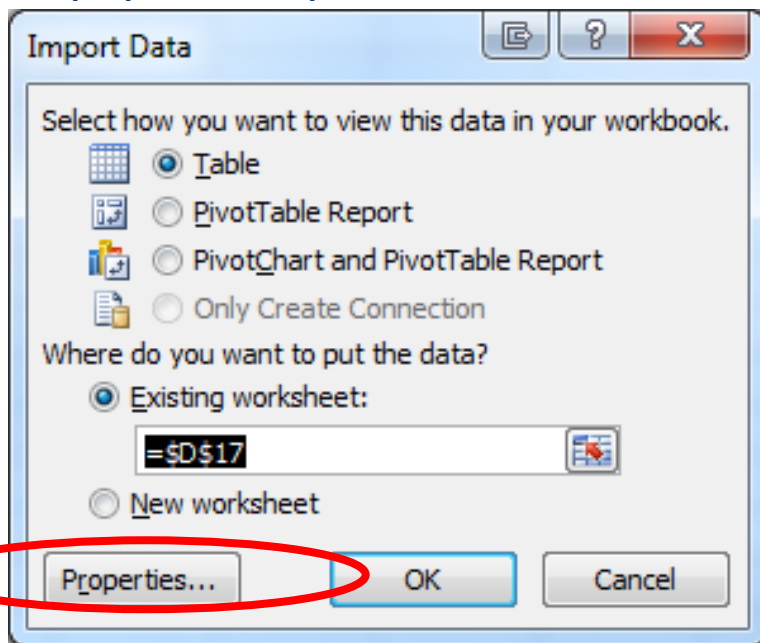 Import Data
Select how you want to view this data in your workbook.
Table
PivotTable Report
PivotChart and PivotTable Report
Only Create Connection
Where do you want to put the data?
Existing worksheet:
=$D$17
New worksheet
Properties... OK Cancel